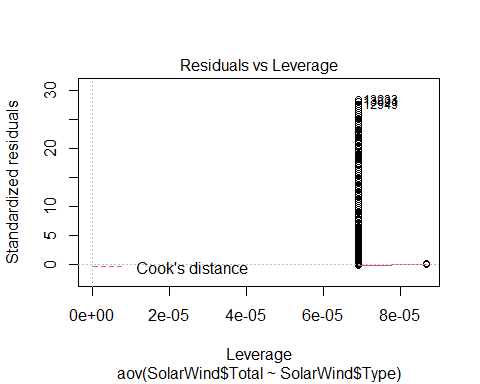 Residuals vs Leverage
Standardized residuals
30
20
10
5
0
12949
Cook's distance
0e+00 2e-05 4e-05 6e-05 8e-05
Leverage
aov(SolarWind$Total ~ SolarWind$Type)